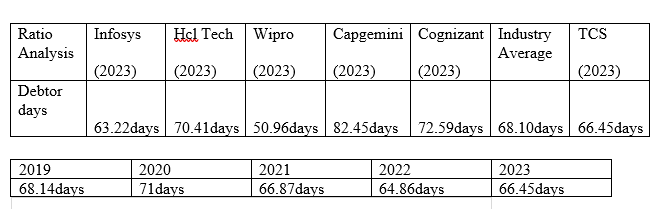 Ratio Analysis Infosys (2023) Hcl Tech (2023) Wipro (2023) Capgemini (2023) Cognizant (2023) Industry Average TCS (2023)
Debtor days 63.22days 70.41days 50.96days 82.45days 72.59days 68.10days 66.45days
2019 2020 2021 2022 2023
68.14days 71days 66.87days 64.86days 66.45days